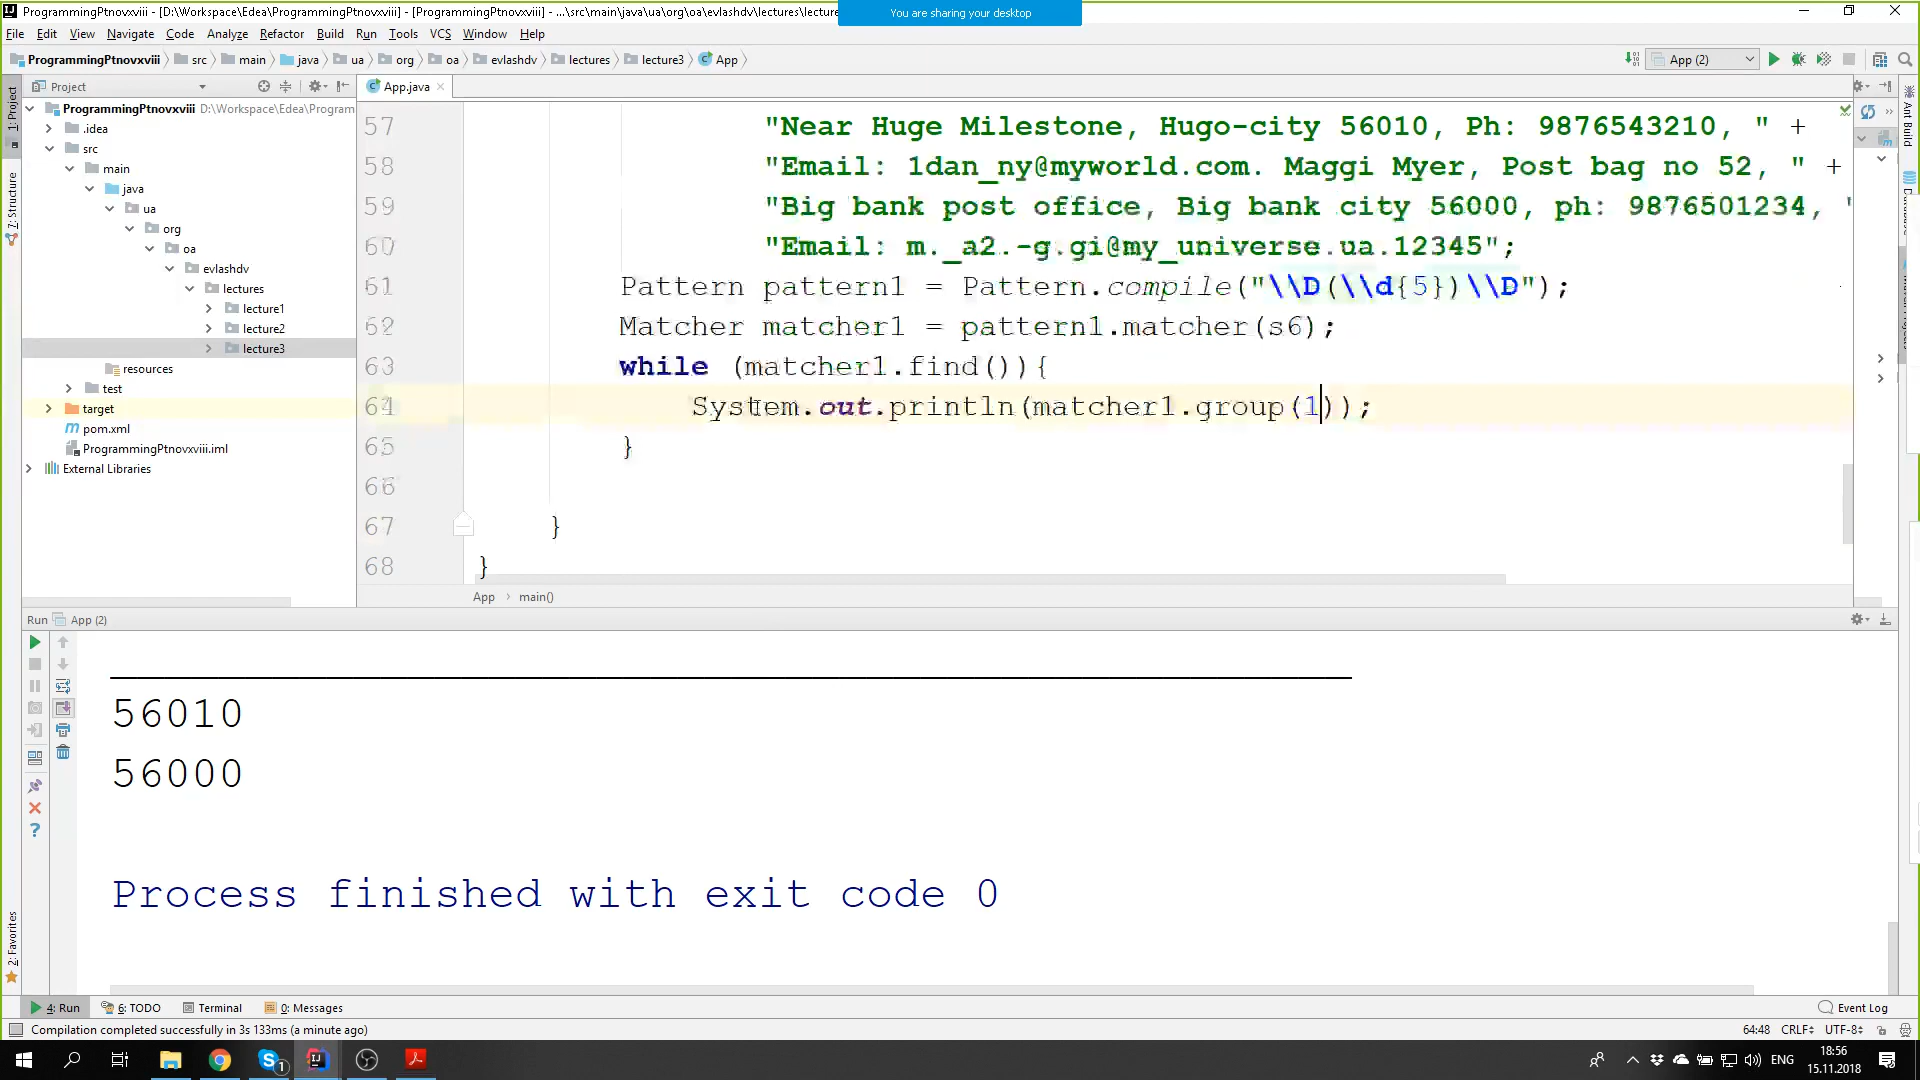 ProgrammingPtnovxviii - [D:\Workspace\Edea\ProgrammingPtnovxviii] - [ProgrammingPtnovxviii] - ...\src\main\java\ua\org\oa\evlashdv\lectures\lecture
You are sharing your desktop
File Edit View Navigate Code Analyze Refactor Build Run Tools VCS Window Help
ProgrammingPtnovxviii src main java ua org oa evlashdv lectures lecture3 App
App (2)
Project
App.java
1: Project
7: Structure
2: Favorites
Ant Build
ProgrammingPtnovxviii D:\Workspace\Edea\Program
.idea
src
main
java
ua
org
oa
evlashdv
lectures
lecture1
lecture2
lecture3
resources
test
target
pom.xml
ProgrammingPtnovxviii.iml
External Libraries
57 "Near Huge Milestone, Hugo-city 56010, Ph: 9876543210, " +
58 "Email: 1dan_ny@myworld.com. Maggi Myer, Post bag no 52, " +
59 "Big bank post office, Big bank city 56000, ph: 9876501234, "
60 "Email: m._a2.-g.gi@my_universe.ua.12345";
61 Pattern pattern1 = Pattern.compile("\\D(\\d{5})\\D");
62 Matcher matcher1 = pattern1.matcher(s6);
63 while (matcher1.find()){
64 System.out.println(matcher1.group(1));
65 }
66
67 }
68 }
App main()
Run App (2)
56010
56000
Process finished with exit code 0
4: Run 6: TODO Terminal 0: Messages Event Log
Compilation completed successfully in 3s 133ms (a minute ago)
64:48 CRLF UTF-8
1
ENG
18:56
15.11.2018